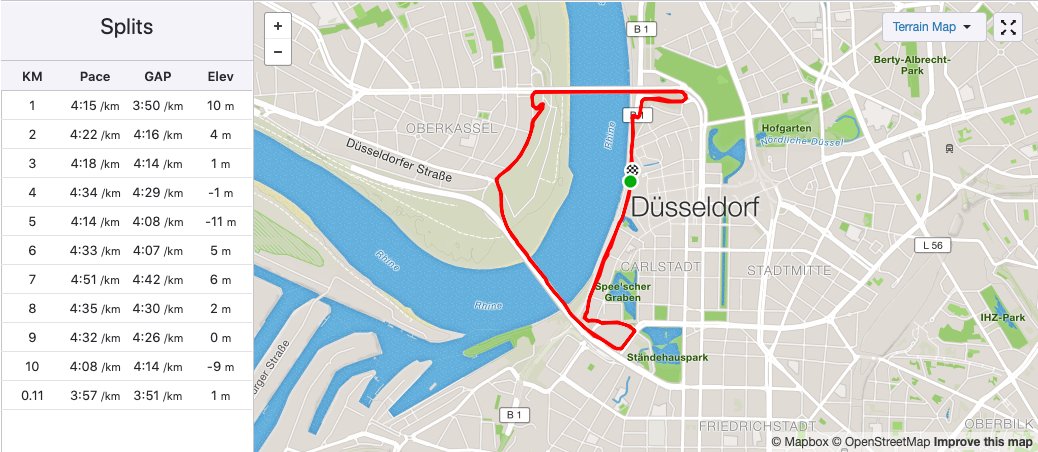 Splits
KM Pace GAP Elev
1 4:15 /km 3:50 /km 10 m
2 4:22 /km 4:16 /km 4 m
3 4:18 /km 4:14 /km 1 m
4 4:34 /km 4:29 /km -1 m
5 4:14 /km 4:08 /km -11 m
6 4:33 /km 4:07 /km 5 m
7 4:51 /km 4:42 /km 6 m
8 4:35 /km 4:30 /km 2 m
9 4:32 /km 4:26 /km 0 m
10 4:08 /km 4:14 /km -9 m
0.11 3:57 /km 3:51 /km 1 m
+
−
B 1
Terrain Map
Berty-Albrecht-
Park
OBERKASSEL
Düsseldorfer Straße
Rhine
Hofgarten
Nördliche Düssel
Düsseldorf
L 56
Rhine
CARLSTADT
STADTMITTE
Spee'scher
Graben
Rhine
IHZ-Park
Ständehauspark
B 1
FRIEDRICHSTADT
OBERBILK
© Mapbox © OpenStreetMap Improve this map